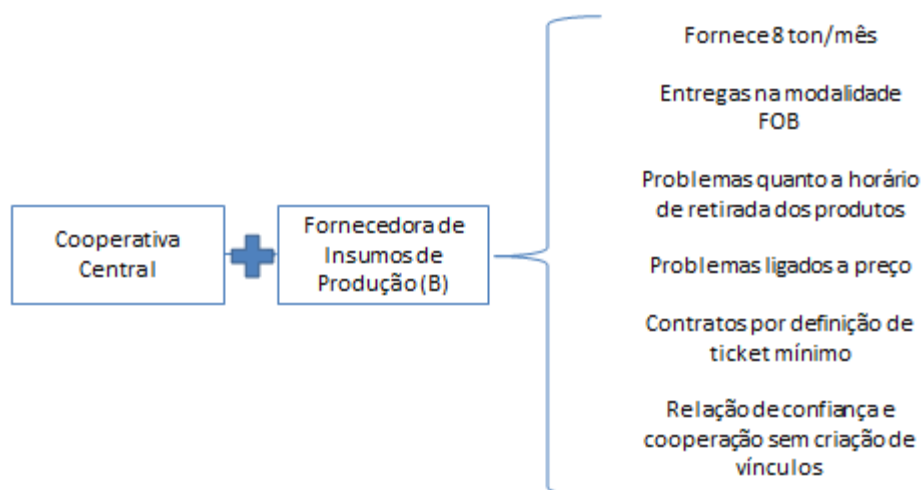 Cooperativa
Central
Fornecedora de
Insumos de
Produção (B)
Fornece 8 ton/mês
Entregas na modalidade
FOB
Problemas quanto a horário
de retirada dos produtos
Problemas ligados a preço
Contratos por definição de
ticket mínimo
Relação de confiança e
cooperação sem criação de
vínculos